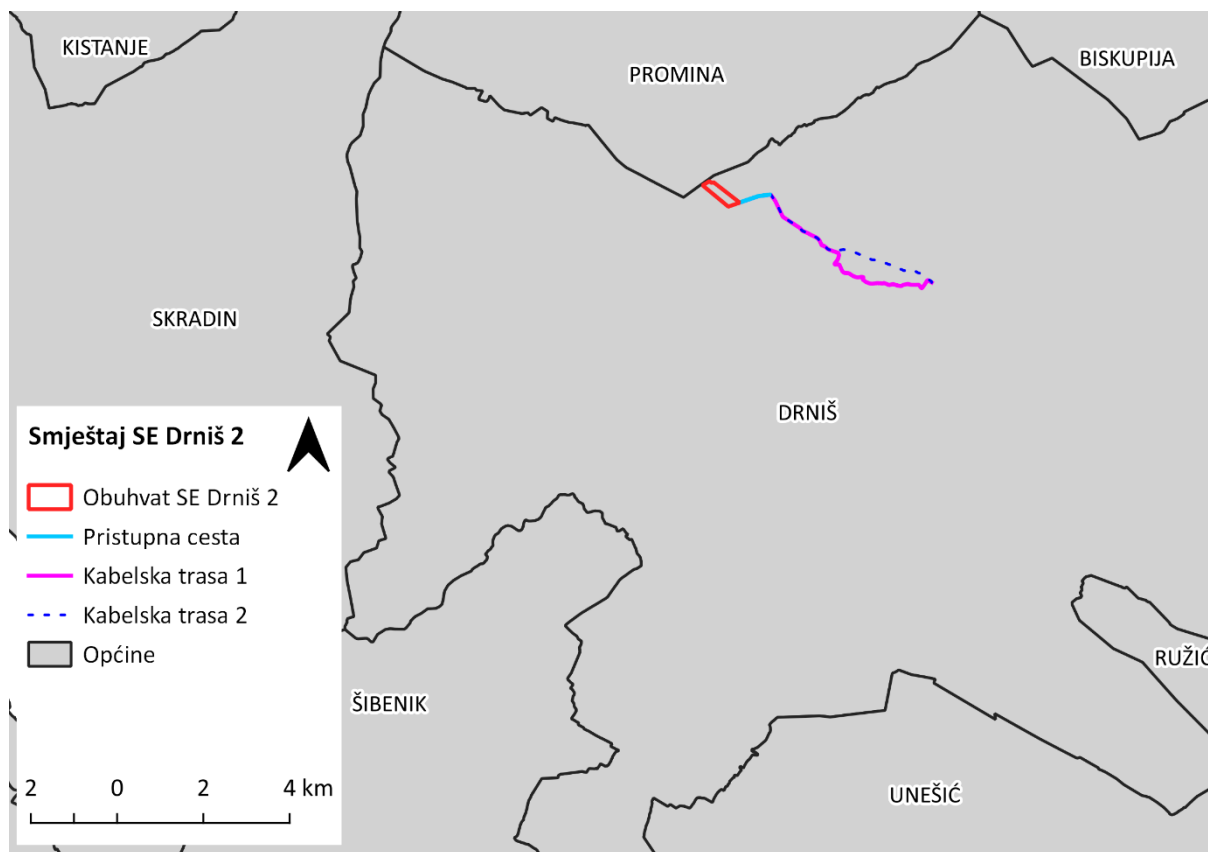 KISTANJE
PROMINA
BISKUPIJA
SKRADIN
DRNIŠ
Smještaj SE Drniš 2
Obuhvat SE Drniš 2
Pristupna cesta
Kabelska trasa 1
Kabelska trasa 2
Općine
2 0 2 4 km
RUŽIĆ
ŠIBENIK
UNEŠIĆ